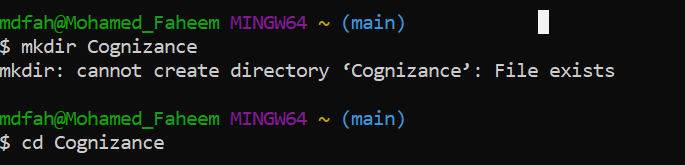 mdfah@Mohamed_Faheem MINGW64 ~ (main)
$ mkdir Cognizance
mkdir: cannot create directory ‘Cognizance’: File exists
mdfah@Mohamed_Faheem MINGW64 ~ (main)
$ cd Cognizance